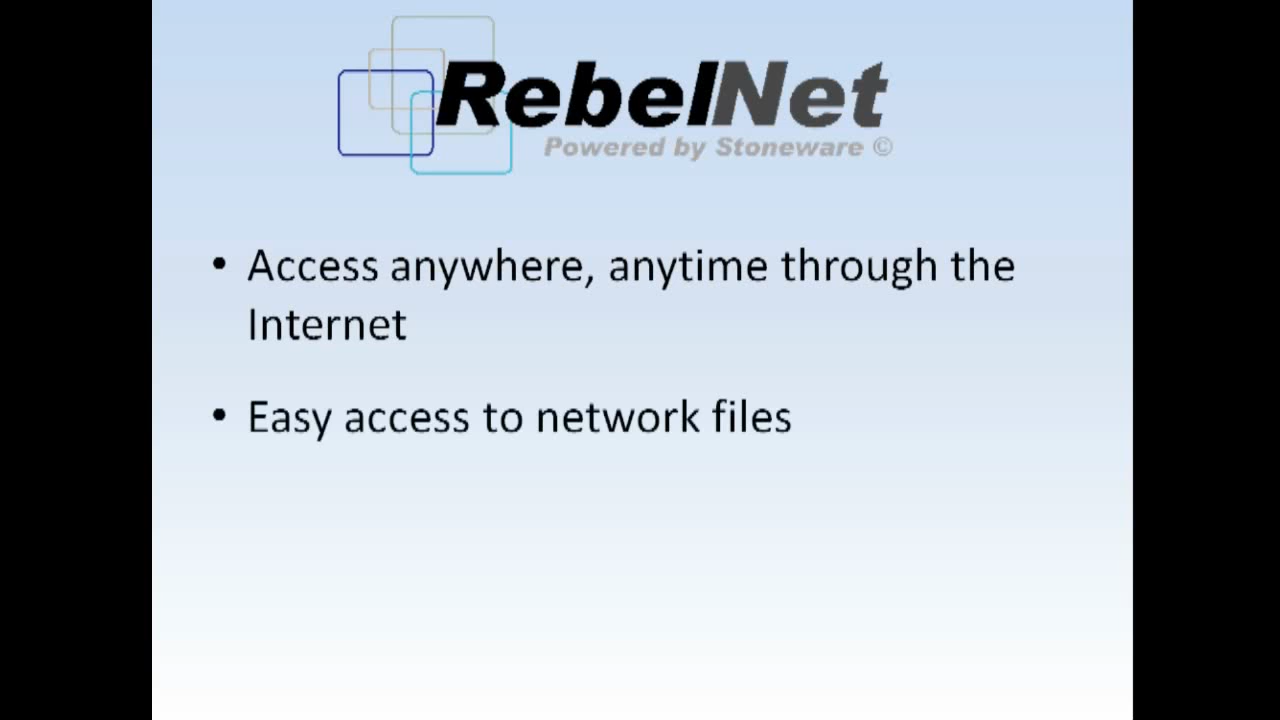 RebelNet
Powered by Stoneware ©
• Access anywhere, anytime through the
Internet
• Easy access to network files